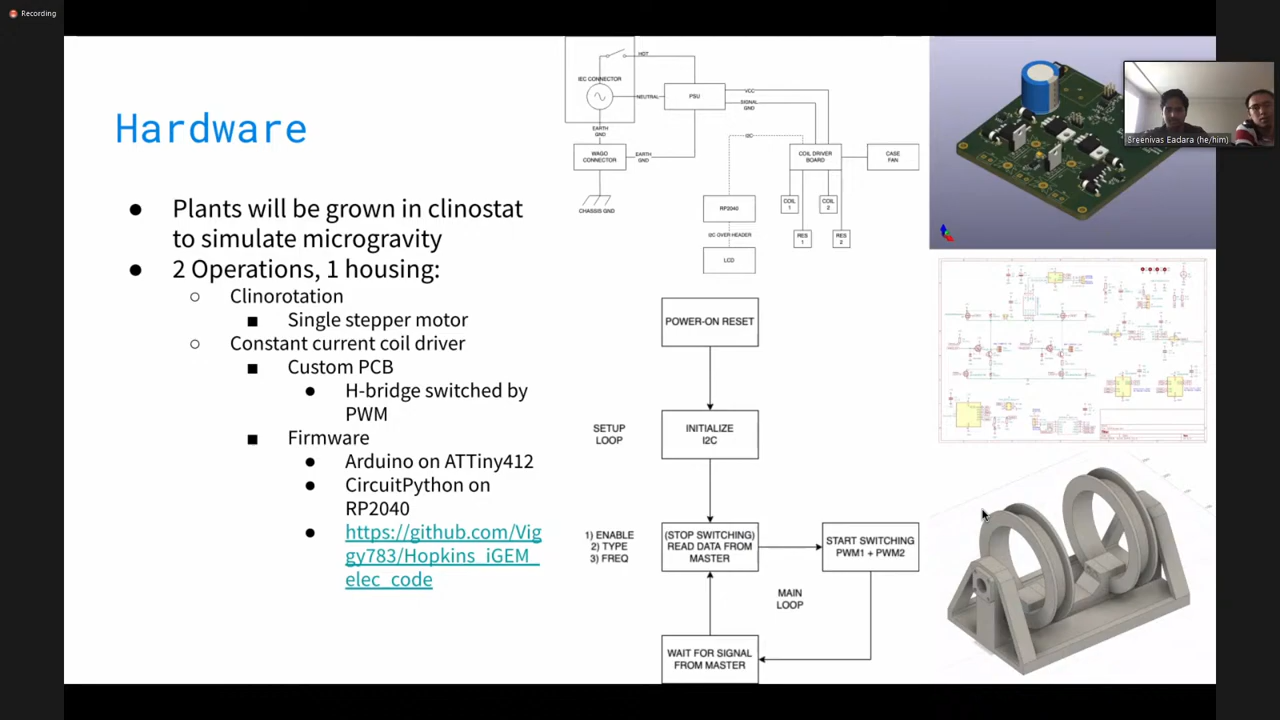 Recording
Hardware
● Plants will be grown in clinostat
to simulate microgravity
● 2 Operations, 1 housing:
○ Clinorotation
■ Single stepper motor
○ Constant current coil driver
■ Custom PCB
● H-bridge switched by
PWM
■ Firmware
● Arduino on ATTiny412
● CircuitPython on
RP2040
● https://github.com/Vig
gy783/Hopkins_iGEM_
elec_code
HOT
IEC CONNECTOR
NEUTRAL
PSU
VCC
SIGNAL
GND
EARTH
GND
WAGO
CONNECTOR
EARTH
GND
CHASSIS GND
I2C
COIL DRIVER
BOARD
CASE
FAN
RP2040
COIL
1
COIL
2
RES
1
RES
2
I2C OVER HEADER
LCD
POWER-ON RESET
SETUP
LOOP
INITIALIZE
I2C
1) ENABLE
2) TYPE
3) FREQ
(STOP SWITCHING)
READ DATA FROM
MASTER
START SWITCHING
PWM1 + PWM2
MAIN
LOOP
WAIT FOR SIGNAL
FROM MASTER
Sreenivas Eadara (he/him)